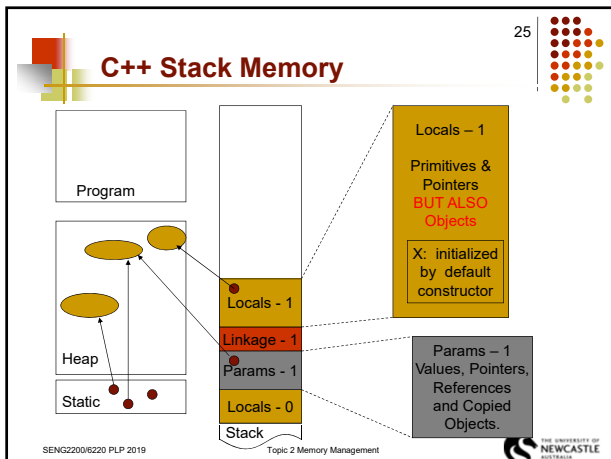 25
C++ Stack Memory
Program
Heap
Static
Locals - 1
Linkage - 1
Params - 1
Locals - 0
Stack
Locals – 1
Primitives &
Pointers
BUT ALSO
Objects
X: initialized
by default
constructor
Params – 1
Values, Pointers,
References
and Copied
Objects.
SENG2200/6220 PLP 2019
Topic 2 Memory Management
THE UNIVERSITY OF
NEWCASTLE
AUSTRALIA